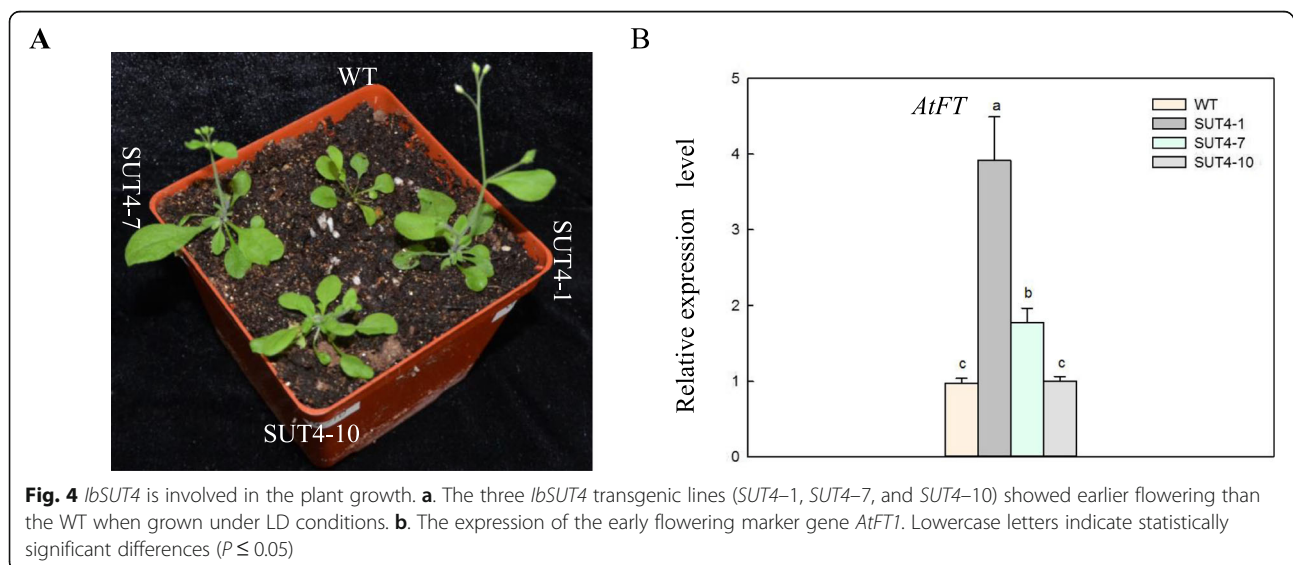 A
WT
SUT4-7
SUT4-1
SUT4-10
B
AtFT
Relative expression level
5
4
3
2
1
0
c
a
b
c
WT
SUT4-1
SUT4-7
SUT4-10
Fig. 4 IbSUT4 is involved in the plant growth. a. The three IbSUT4 transgenic lines (SUT4–1, SUT4–7, and SUT4–10) showed earlier flowering than
the WT when grown under LD conditions. b. The expression of the early flowering marker gene AtFT1. Lowercase letters indicate statistically
significant differences (P ≤ 0.05)